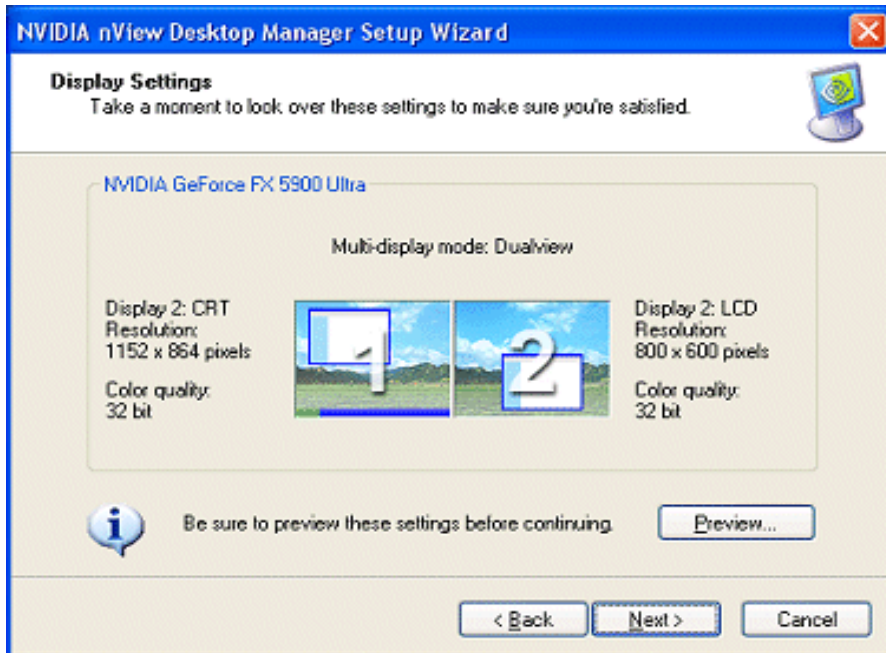 NVIDIA nView Desktop Manager Setup Wizard
Display Settings
Take a moment to look over these settings to make sure you're satisfied.
NVIDIA GeForce FX 5900 Ultra
Multi-display mode: Dualview
Display 2: CRT
Resolution:
1152 x 864 pixels
Color quality:
32 bit
1
2
Display 2: LCD
Resolution:
800 x 600 pixels
Color quality:
32 bit
Be sure to preview these settings before continuing.
Preview...
< Back
Next >
Cancel